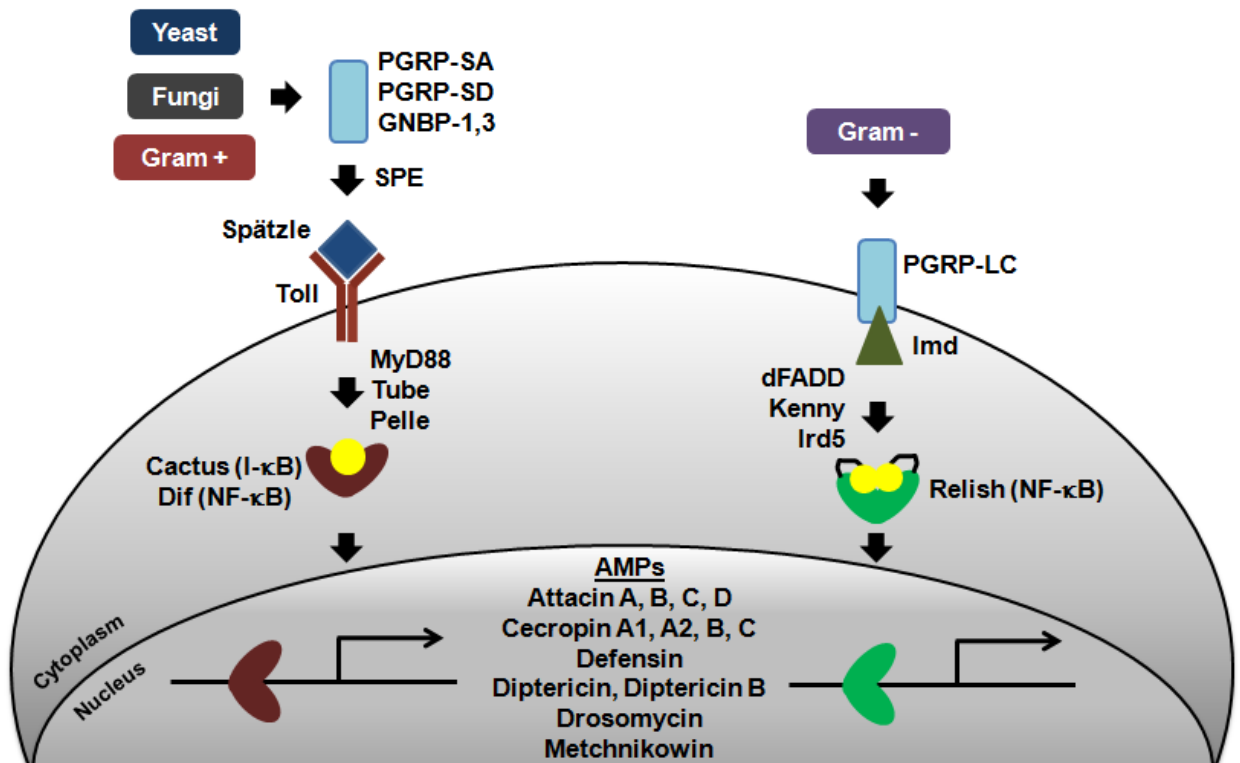 Yeast
Fungi
Gram +
PGRP-SA
PGRP-SD
GNBP-1,3
SPE
Spätzle
Toll
MyD88
Tube
Pelle
Cactus (I-κB)
Dif (NF-κB)
Gram -
PGRP-LC
Imd
dFADD
Kenny
Ird5
Relish (NF-κB)
Cytoplasm
Nucleus
AMPs
Attacin A, B, C, D
Cecropin A1, A2, B, C
Defensin
Diptericin, Diptericin B
Drosomycin
Metchnikowin